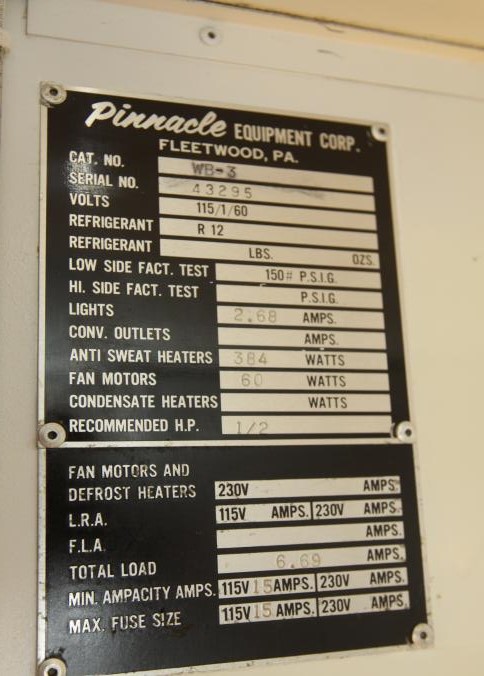 Pinnacle EQUIPMENT CORP.
FLEETWOOD, PA.
CAT. NO. WB-3
SERIAL NO. 43295
VOLTS 115/1/60
REFRIGERANT R 12
REFRIGERANT LBS. OZS.
LOW SIDE FACT. TEST 150# P.S.I.G.
HI. SIDE FACT. TEST P.S.I.G.
LIGHTS 2.68 AMPS.
CONV. OUTLETS AMPS.
ANTI SWEAT HEATERS 384 WATTS
FAN MOTORS 60 WATTS
CONDENSATE HEATERS WATTS
RECOMMENDED H.P. 1/2
FAN MOTORS AND
DEFROST HEATERS 230V AMPS.
L.R.A. 115V AMPS. 230V AMPS.
F.L.A. AMPS.
TOTAL LOAD 6.69 AMPS.
MIN. AMPACITY AMPS. 115V 15 AMPS. 230V AMPS.
MAX. FUSE SIZE 115V 15 AMPS. 230V AMPS.